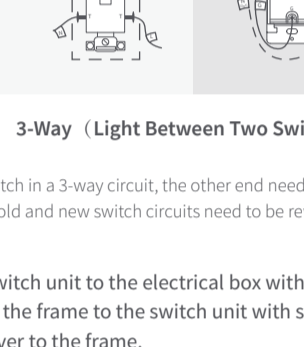 3-Way（Light Between Two Swi
tch in a 3-way circuit, the other end need
old and new switch circuits need to be re
witch unit to the electrical box with
the frame to the switch unit with s
ver to the frame.